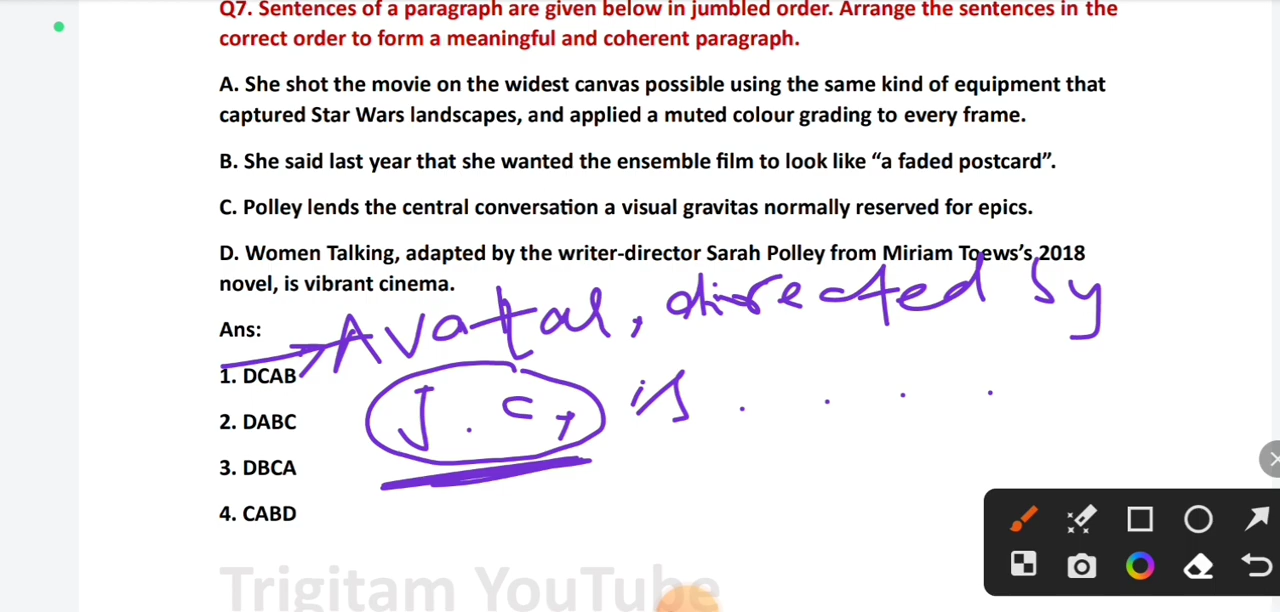 Q7. Sentences of a paragraph are given below in jumbled order. Arrange the sentences in the
correct order to form a meaningful and coherent paragraph.
A. She shot the movie on the widest canvas possible using the same kind of equipment that
captured Star Wars landscapes, and applied a muted colour grading to every frame.
B. She said last year that she wanted the ensemble film to look like “a faded postcard”.
C. Polley lends the central conversation a visual gravitas normally reserved for epics.
D. Women Talking, adapted by the writer-director Sarah Polley from Miriam Toews’s 2018
novel, is vibrant cinema.
Avatar, directed by
Ans:
1. DCAB
J. C, is . . . .
2. DABC
3. DBCA
4. CABD
Trigitam YouTube